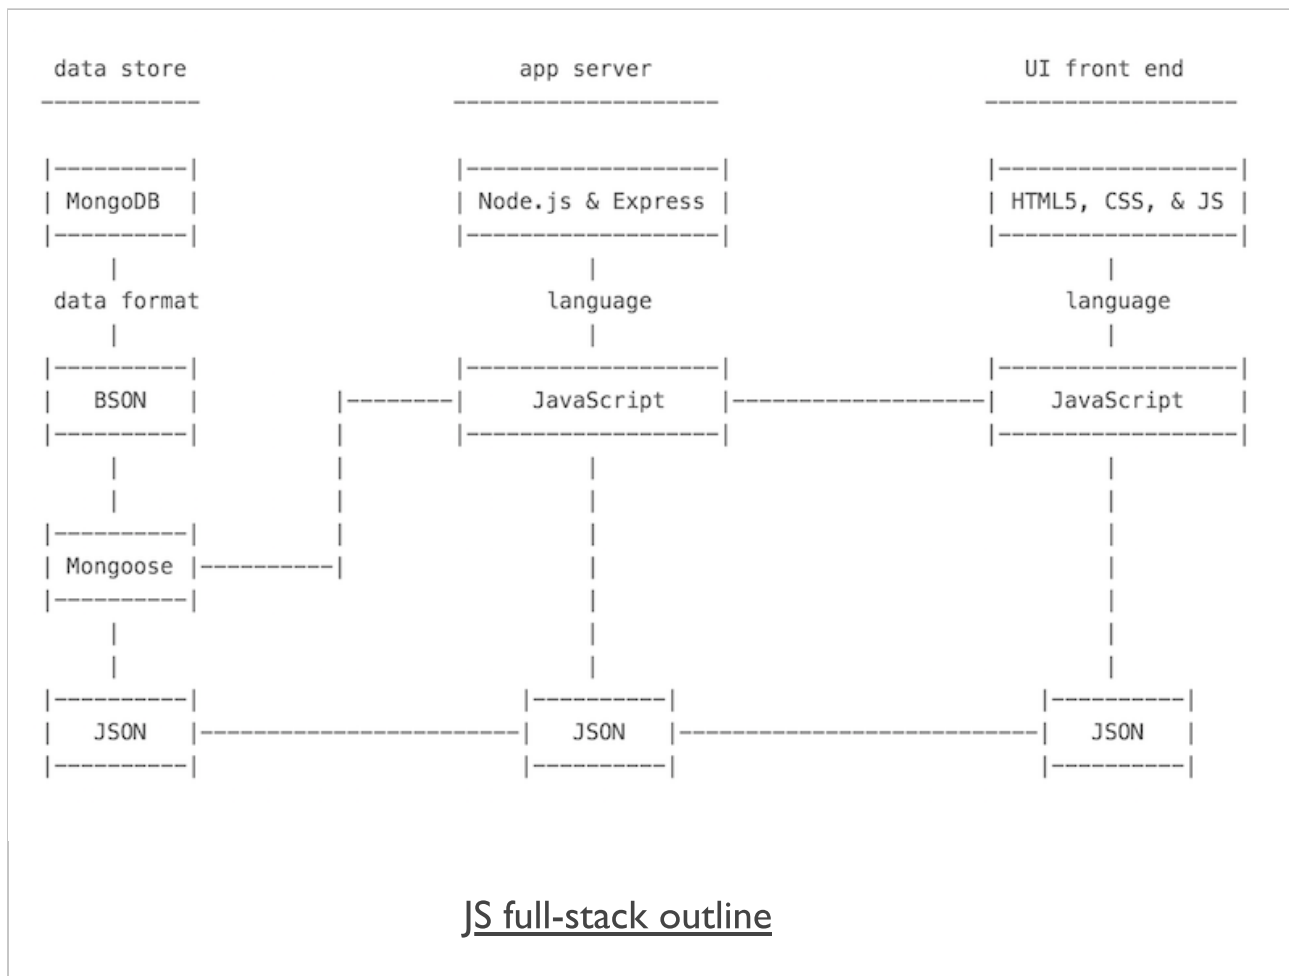 data store app server UI front end
----------- ------------------- ------------------
|----------| |-------------------| |------------------|
| MongoDB | | Node.js & Express | | HTML5, CSS, & JS |
|----------| |-------------------| |------------------|
| | |
data format language language
| | |
|----------| |-------------------| |------------------|
| BSON | |--------| JavaScript |-------------------| JavaScript |
|----------| | |-------------------| |------------------|
| | | |
| | | |
|----------| | | |
| Mongoose |----------| | |
|----------| | |
| | |
| | |
|----------| |----------| |----------|
| JSON |------------------------| JSON |---------------------------| JSON |
|----------| |----------| |----------|
JS full-stack outline